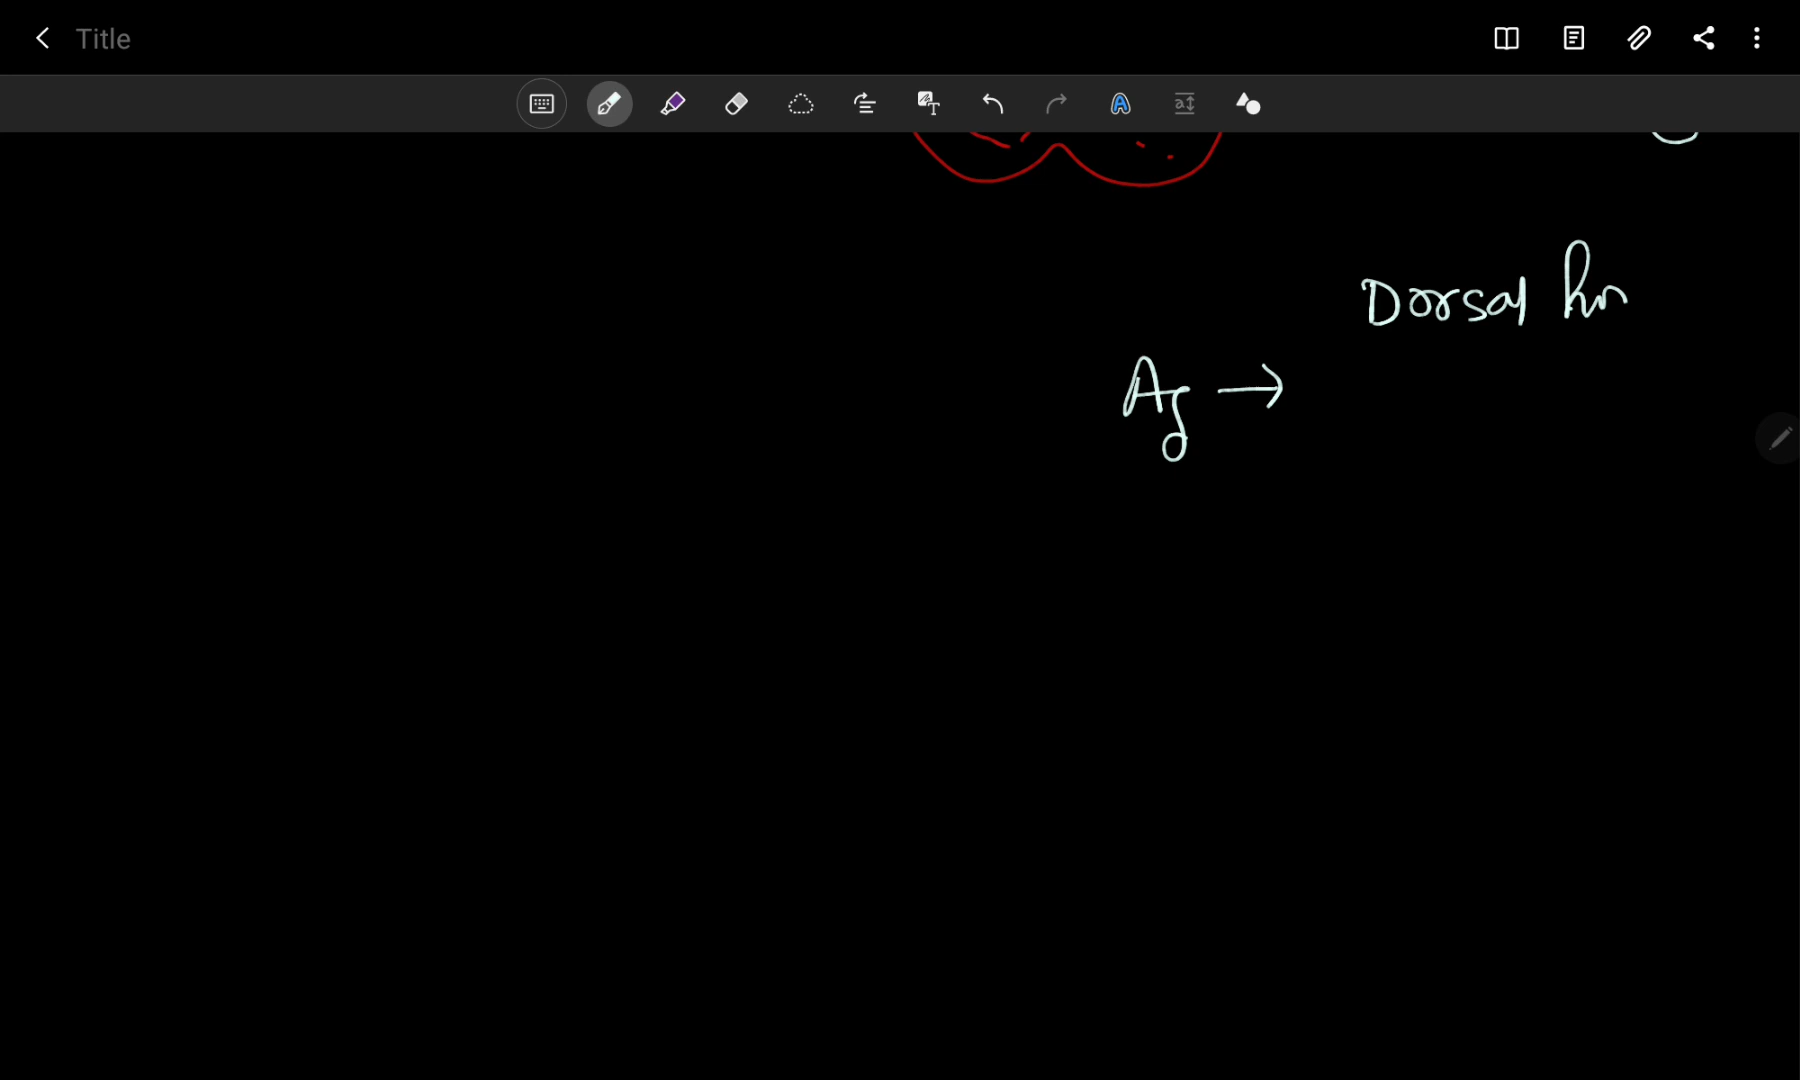 Title
Dorsal hn
Ag →